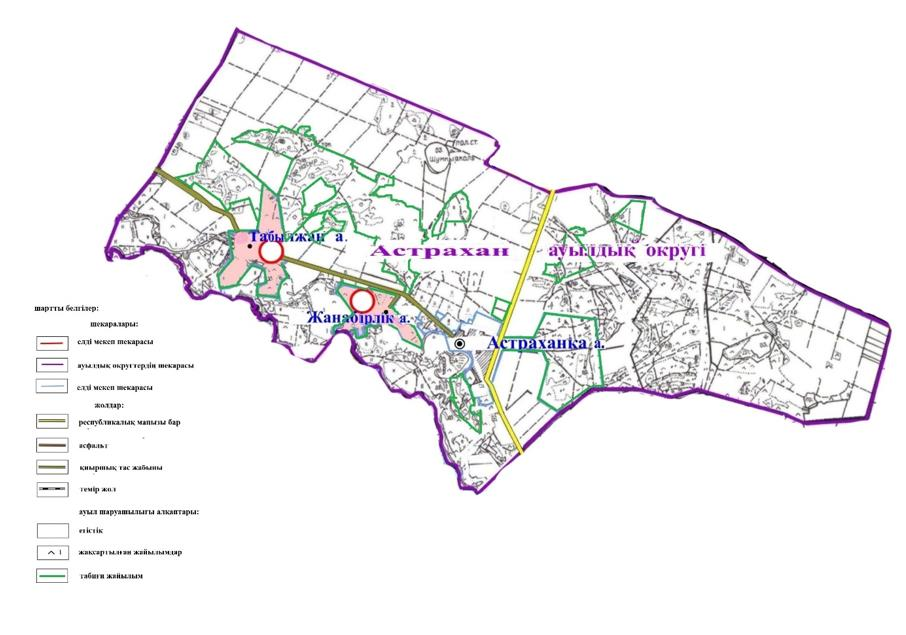 Табылжан а.
Астрахан ауылдық округі
Жанабірлік а.
Астраханка а.
шартты белгілер:
шекаралары:
елді мекен шекарасы
ауылдық округтердің шекарасы
елді мекен шекарасы
жолдар:
республикалық маңызы бар
асфальт
қиыршық тас жабыны
темір жол
ауыл шаруашылығы алқаптары:
егістік
жақсартылған жайылымдар
табиғи жайылым